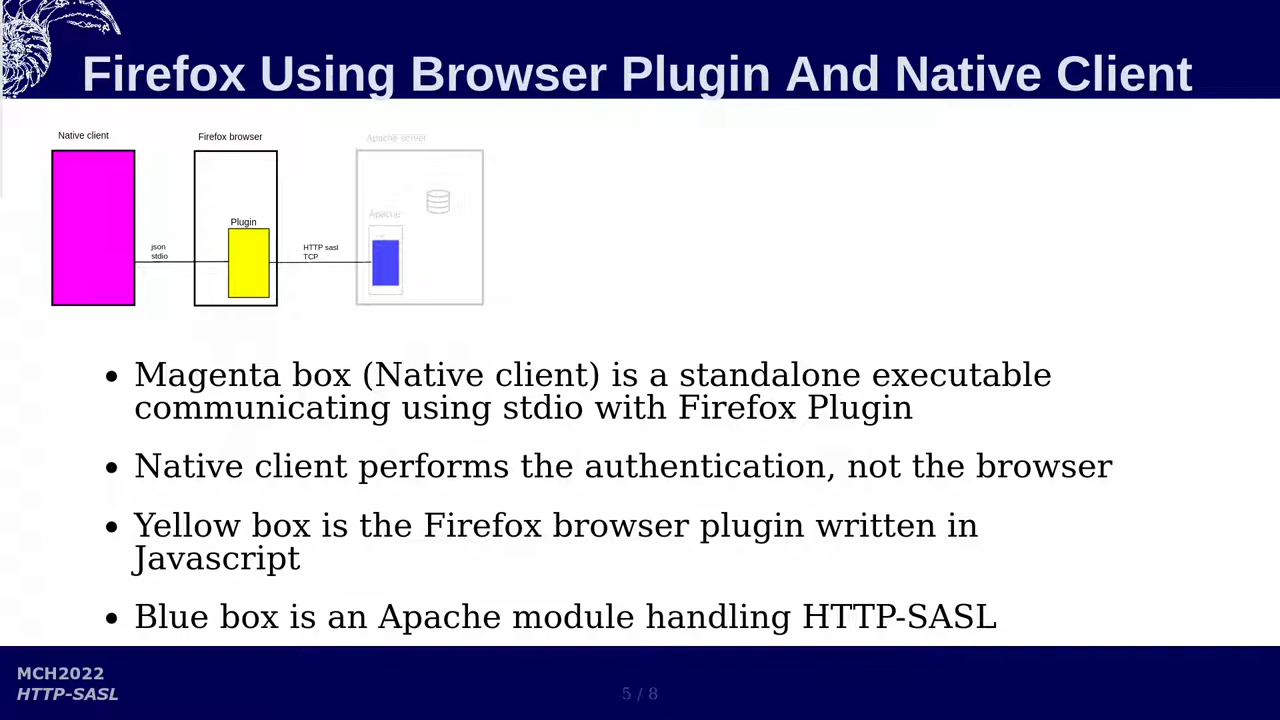 Firefox Using Browser Plugin And Native Client
Native client
Firefox browser
Apache server
Plugin
Apache
json
stdio
HTTP sasl
TCP
• Magenta box (Native client) is a standalone executable
communicating using stdio with Firefox Plugin
• Native client performs the authentication, not the browser
• Yellow box is the Firefox browser plugin written in
Javascript
• Blue box is an Apache module handling HTTP-SASL
MCH2022
HTTP-SASL
5 / 8